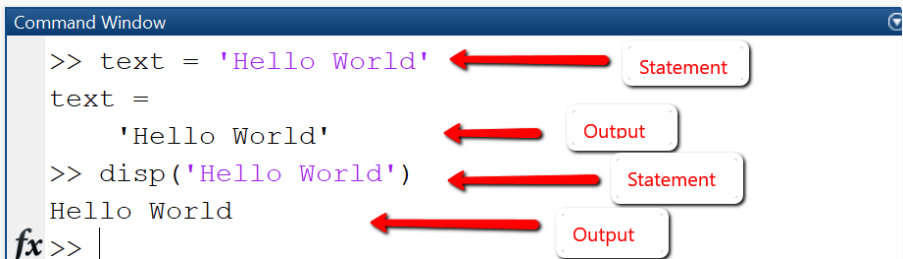 Command Window
>> text = 'Hello World'
Statement
text =
'Hello World'
Output
>> disp('Hello World')
Statement
Hello World
Output
fx >>